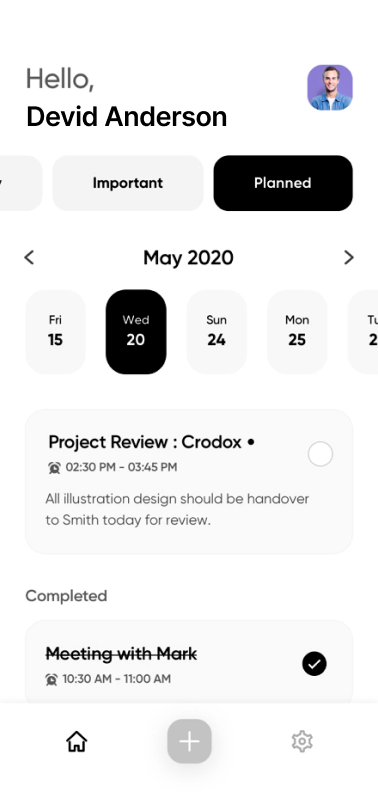 Hello,
Devid Anderson
Important
Planned
May 2020
Fri
15
Wed
20
Sun
24
Mon
25
Project Review : Crodox •
02:30 PM - 03:45 PM
All illustration design should be handover
to Smith today for review.
Completed
Meeting with Mark
10:30 AM - 11:00 AM